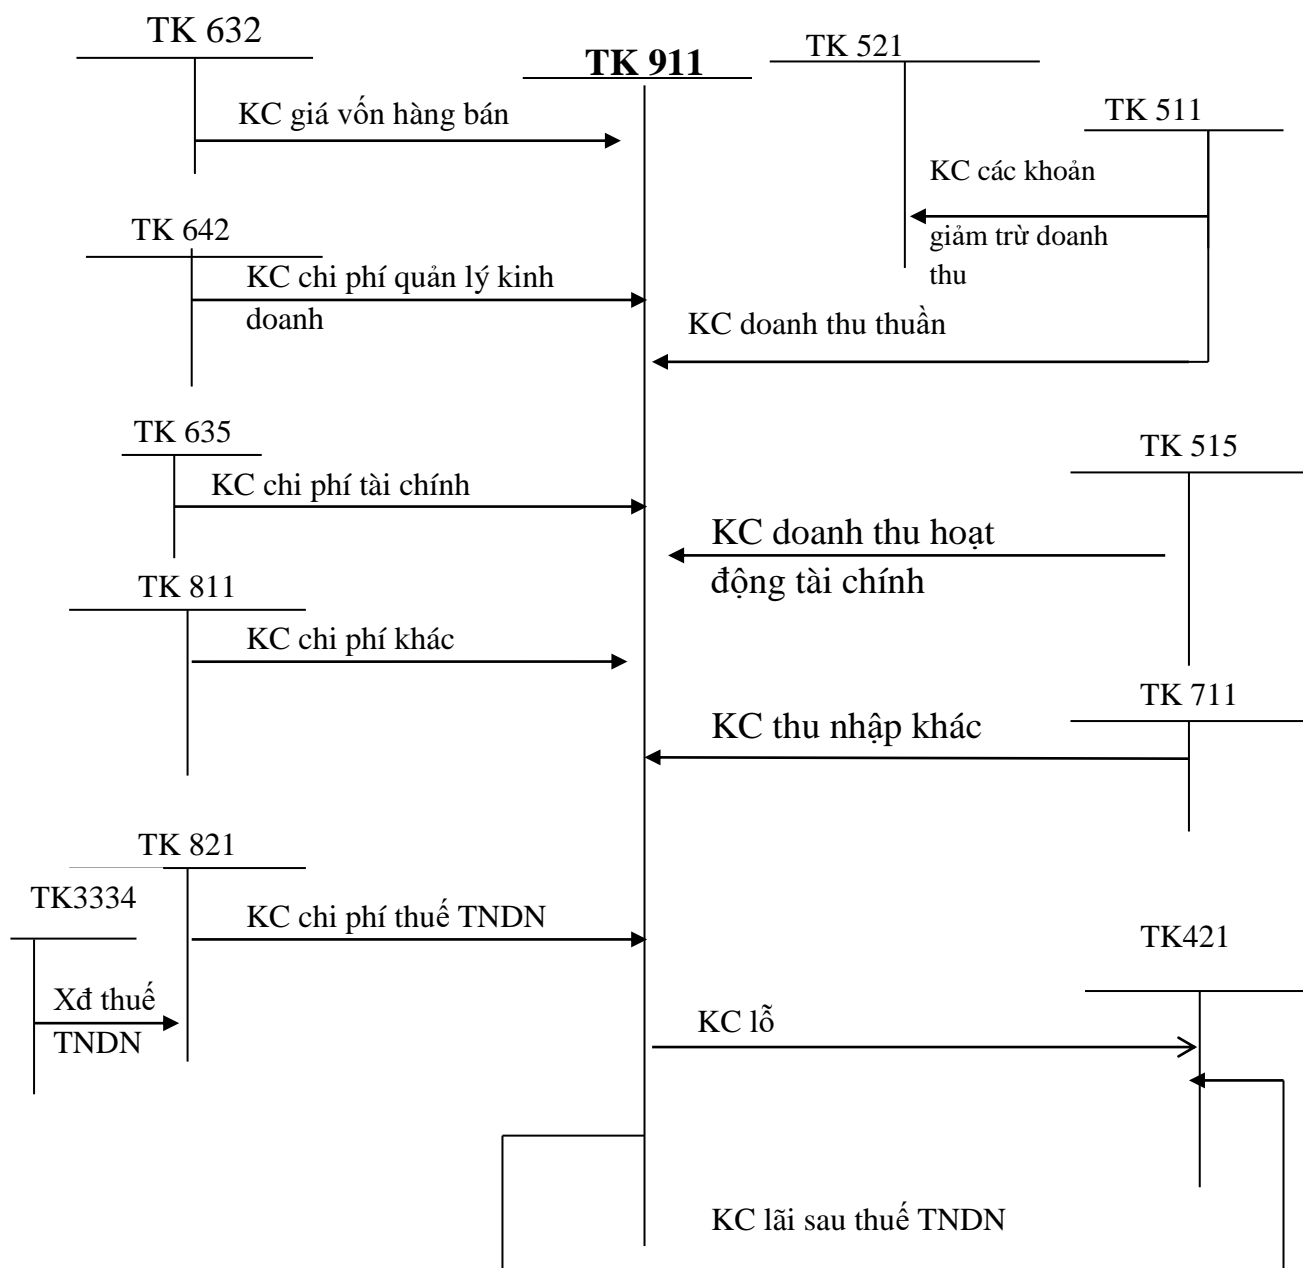 TK 632
TK 911
TK 521
KC giá vốn hàng bán
TK 511
KC các khoản
giảm trừ doanh
thu
TK 642
KC chi phí quản lý kinh
doanh
KC doanh thu thuần
TK 635
TK 515
KC chi phí tài chính
KC doanh thu hoạt
động tài chính
TK 811
KC chi phí khác
TK 711
KC thu nhập khác
TK 821
TK3334
KC chi phí thuế TNDN
TK421
Xđ thuế
TNDN
KC lỗ
KC lãi sau thuế TNDN